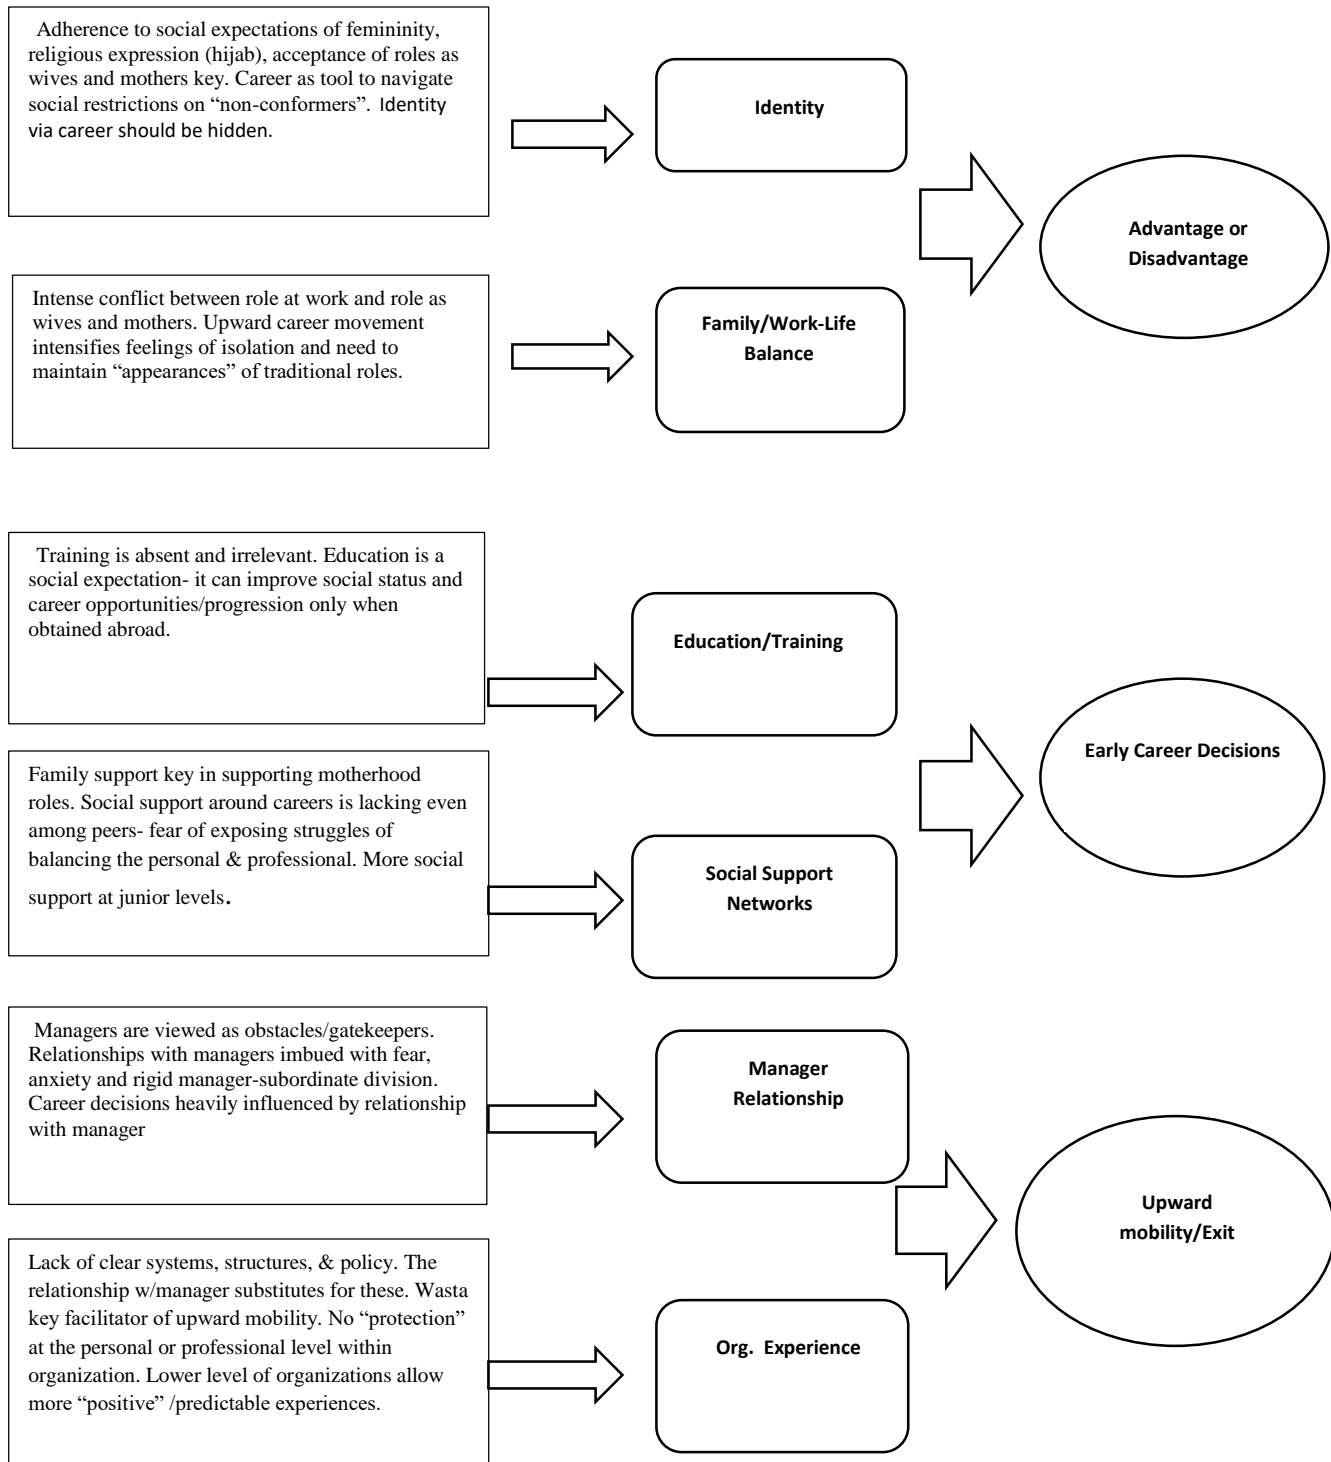 Adherence to social expectations of femininity,
religious expression (hijab), acceptance of roles as
wives and mothers key. Career as tool to navigate
social restrictions on “non-conformers”. Identity
via career should be hidden.
Identity
Advantage or
Disadvantage
Intense conflict between role at work and role as
wives and mothers. Upward career movement
intensifies feelings of isolation and need to
maintain “appearances” of traditional roles.
Family/Work-Life
Balance
Training is absent and irrelevant. Education is a
social expectation- it can improve social status and
career opportunities/progression only when
obtained abroad.
Education/Training
Early Career Decisions
Family support key in supporting motherhood
roles. Social support around careers is lacking even
among peers- fear of exposing struggles of
balancing the personal & professional. More social
support at junior levels.
Social Support
Networks
Managers are viewed as obstacles/gatekeepers.
Relationships with managers imbued with fear,
anxiety and rigid manager-subordinate division.
Career decisions heavily influenced by relationship
with manager
Manager
Relationship
Upward
mobility/Exit
Lack of clear systems, structures, & policy. The
relationship w/manager substitutes for these. Wasta
key facilitator of upward mobility. No “protection”
at the personal or professional level within
organization. Lower level of organizations allow
more “positive” /predictable experiences.
Org. Experience